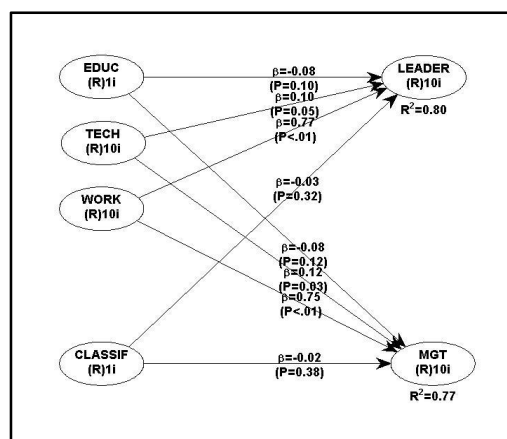 EDUC
(R)1i
β=-0.08
(P=0.10)
LEADER
(R)10i
R²=0.80
TECH
(R)10i
β=0.10
(P=0.05)
β=0.77
(P<.01)
WORK
(R)10i
β=-0.03
(P=0.32)
β=-0.08
(P=0.12)
β=0.12
(P=0.03)
β=0.75
(P<.01)
CLASSIF
(R)1i
β=-0.02
(P=0.38)
MGT
(R)10i
R²=0.77